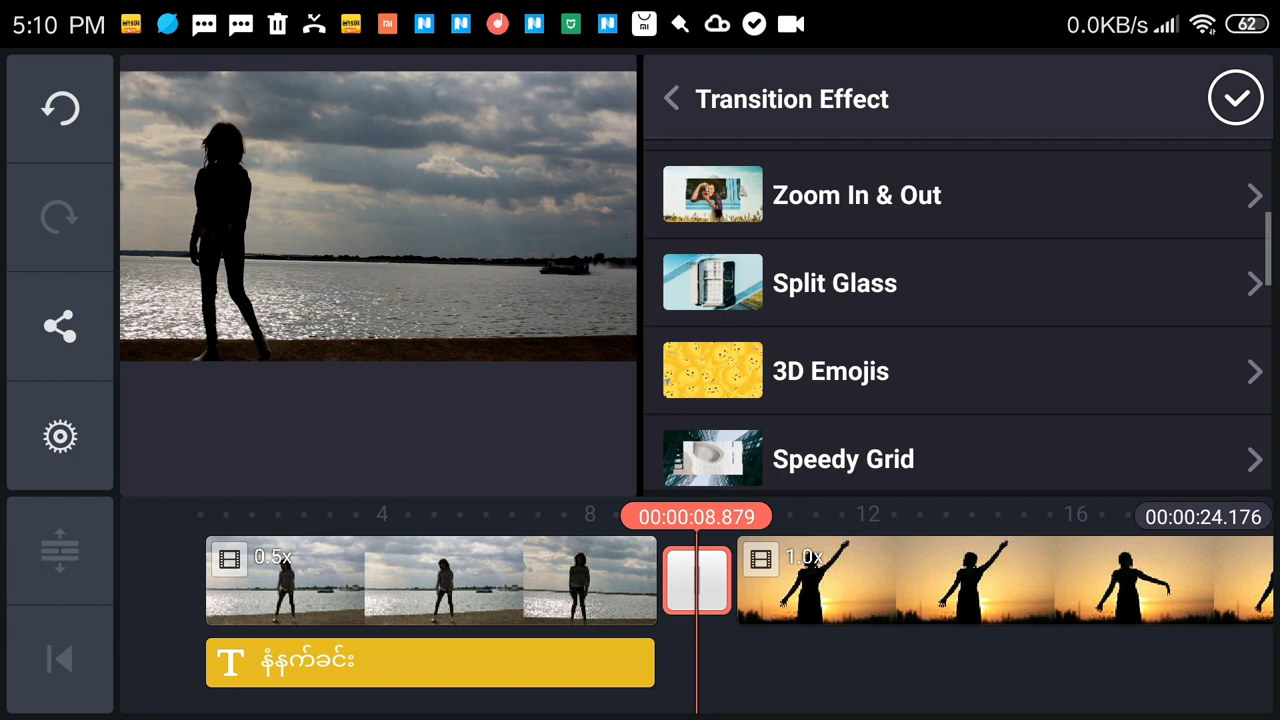 5:10 PM
0.0KB/s
62
Transition Effect
Zoom In & Out
Split Glass
3D Emojis
Speedy Grid
4
8
00:00:08.879
12
16
00:00:24.176
0.5x
1.0x
T နံနက်ခင်း